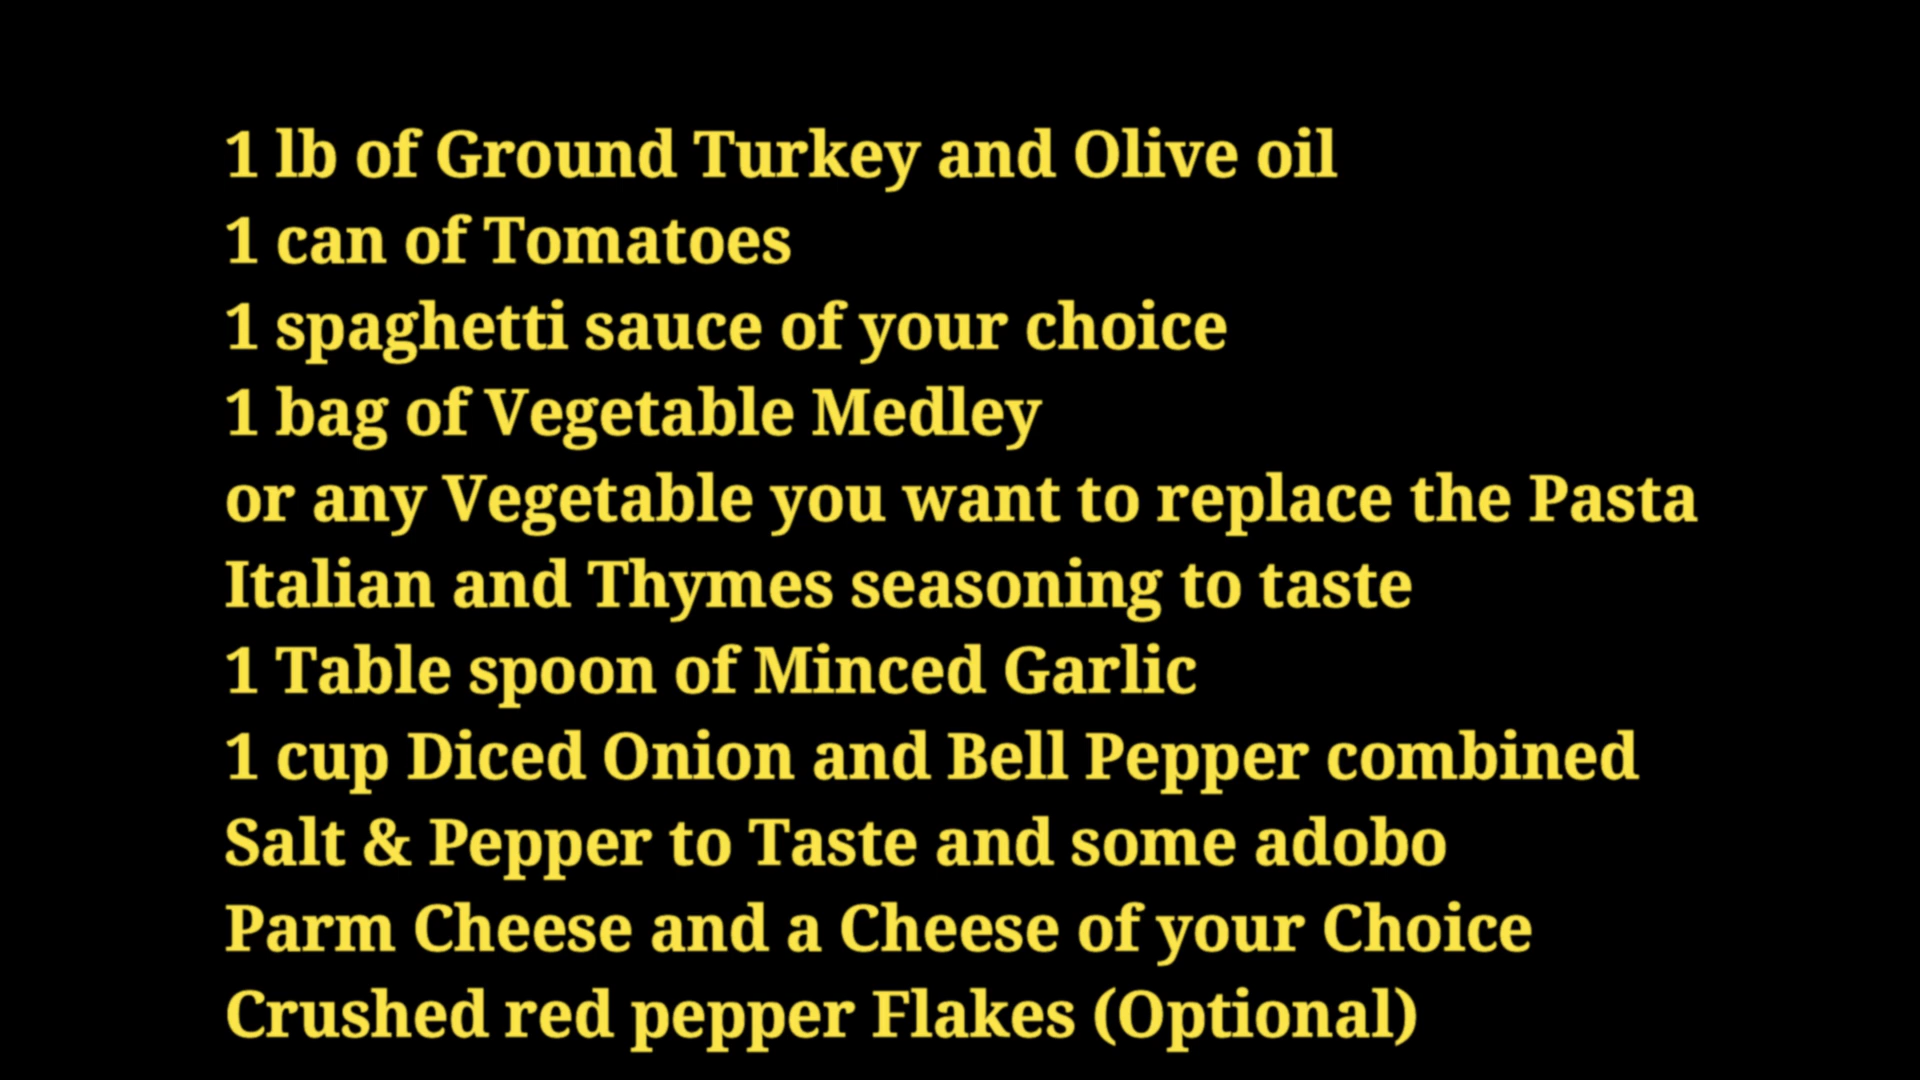 1 lb of Ground Turkey and Olive oil
1 can of Tomatoes
1 spaghetti sauce of your choice
1 bag of Vegetable Medley
or any Vegetable you want to replace the Pasta
Italian and Thymes seasoning to taste
1 Table spoon of Minced Garlic
1 cup Diced Onion and Bell Pepper combined
Salt & Pepper to Taste and some adobo
Parm Cheese and a Cheese of your Choice
Crushed red pepper Flakes (Optional)